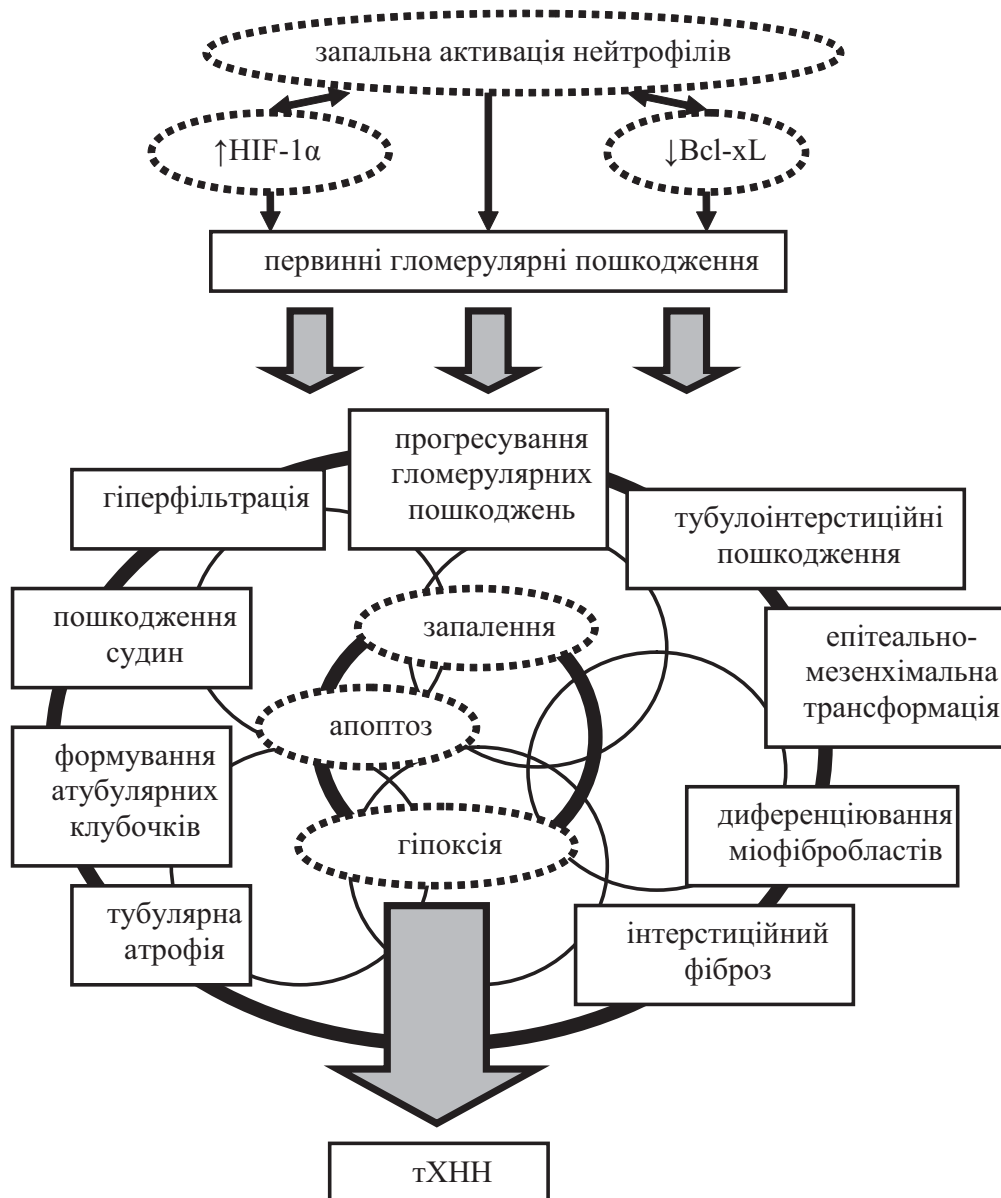 запальна активація нейтрофілів
↑HIF-1α
↓Bcl-xL
первинні гломерулярні пошкодження
прогресування
гломерулярних
пошкоджень
гіперфільтрація
тубулоінтерстиційні
пошкодження
пошкодження
судин
запалення
епітеально-
мезенхімальна
трансформація
апоптоз
формування
атубулярних
клубочків
диференціювання
міофібробластів
гіпоксія
тубулярна
атрофія
інтерстиційний
фіброз
тХНН